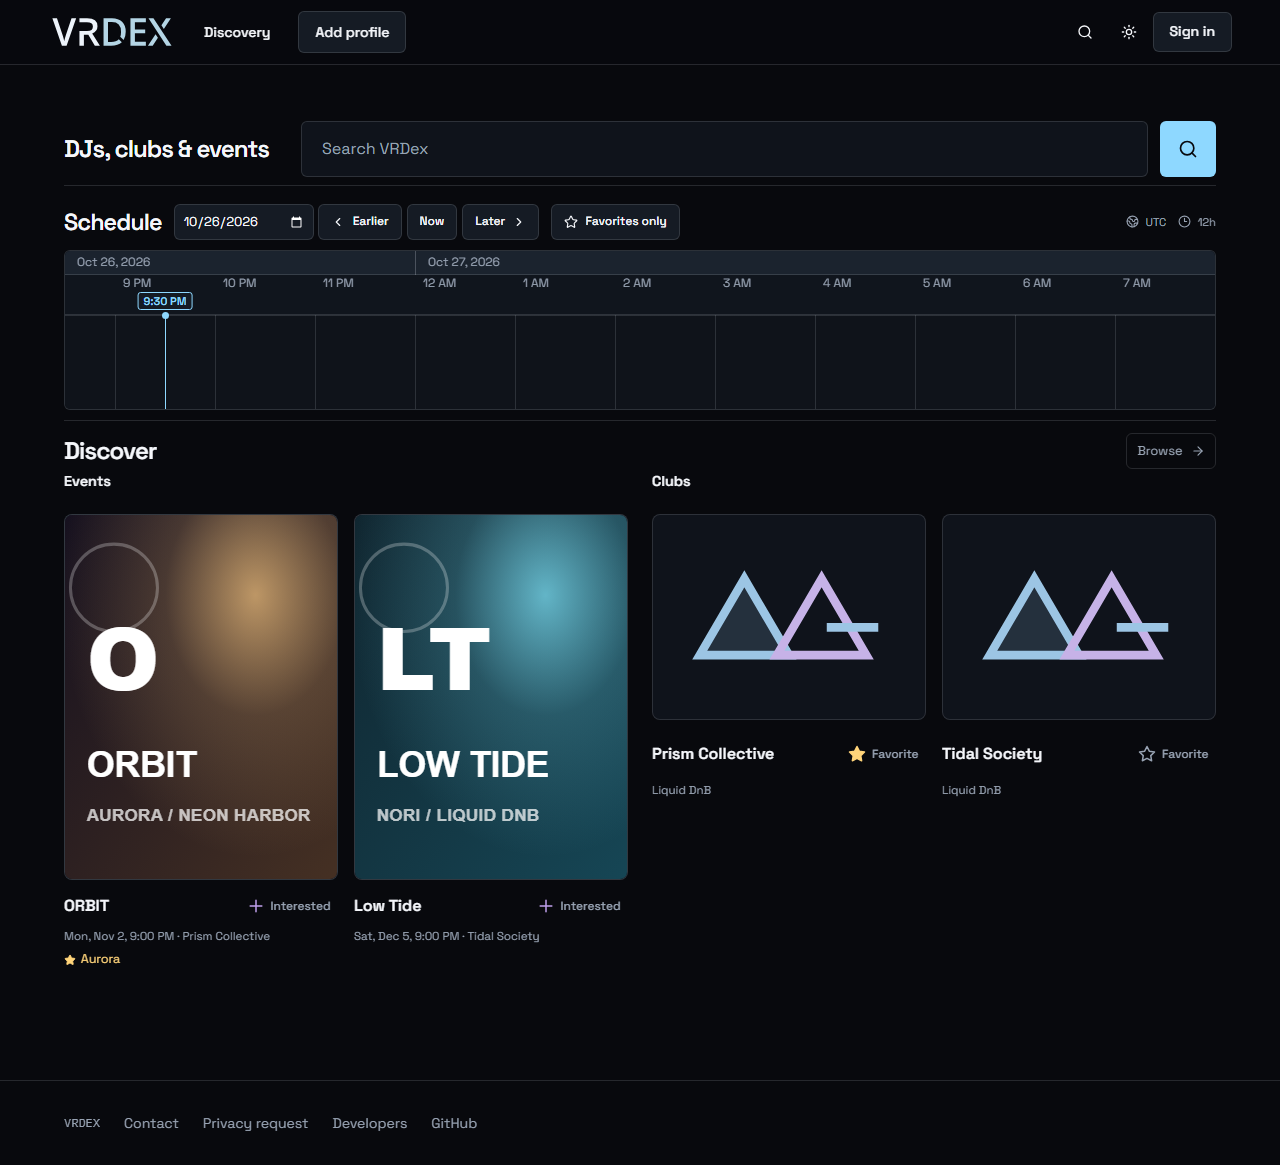 VRDEX Discovery Add profile Sign in
DJs, clubs & events Search VRDex
Schedule 10/26/2026 Earlier Now Later Favorites only UTC 12h
Oct 26, 2026 Oct 27, 2026
9 PM 10 PM 11 PM 12 AM 1 AM 2 AM 3 AM 4 AM 5 AM 6 AM 7 AM
9:30 PM
Discover Browse
Events
O
ORBIT
AURORA / NEON HARBOR
ORBIT Interested
Mon, Nov 2, 9:00 PM · Prism Collective
Aurora
LT
LOW TIDE
NORI / LIQUID DNB
Low Tide Interested
Sat, Dec 5, 9:00 PM · Tidal Society
Clubs
Prism Collective Favorite
Liquid DnB
Tidal Society Favorite
Liquid DnB
VRDEX Contact Privacy request Developers GitHub